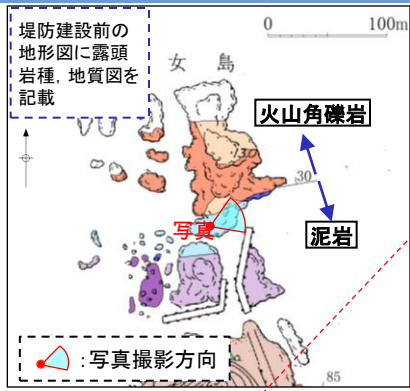 堤防建設前の
地形図に露頭
岩種，地質図を
記載
0 100m
女 島
火山角礫岩
30
写真
泥岩
：写真撮影方向
85